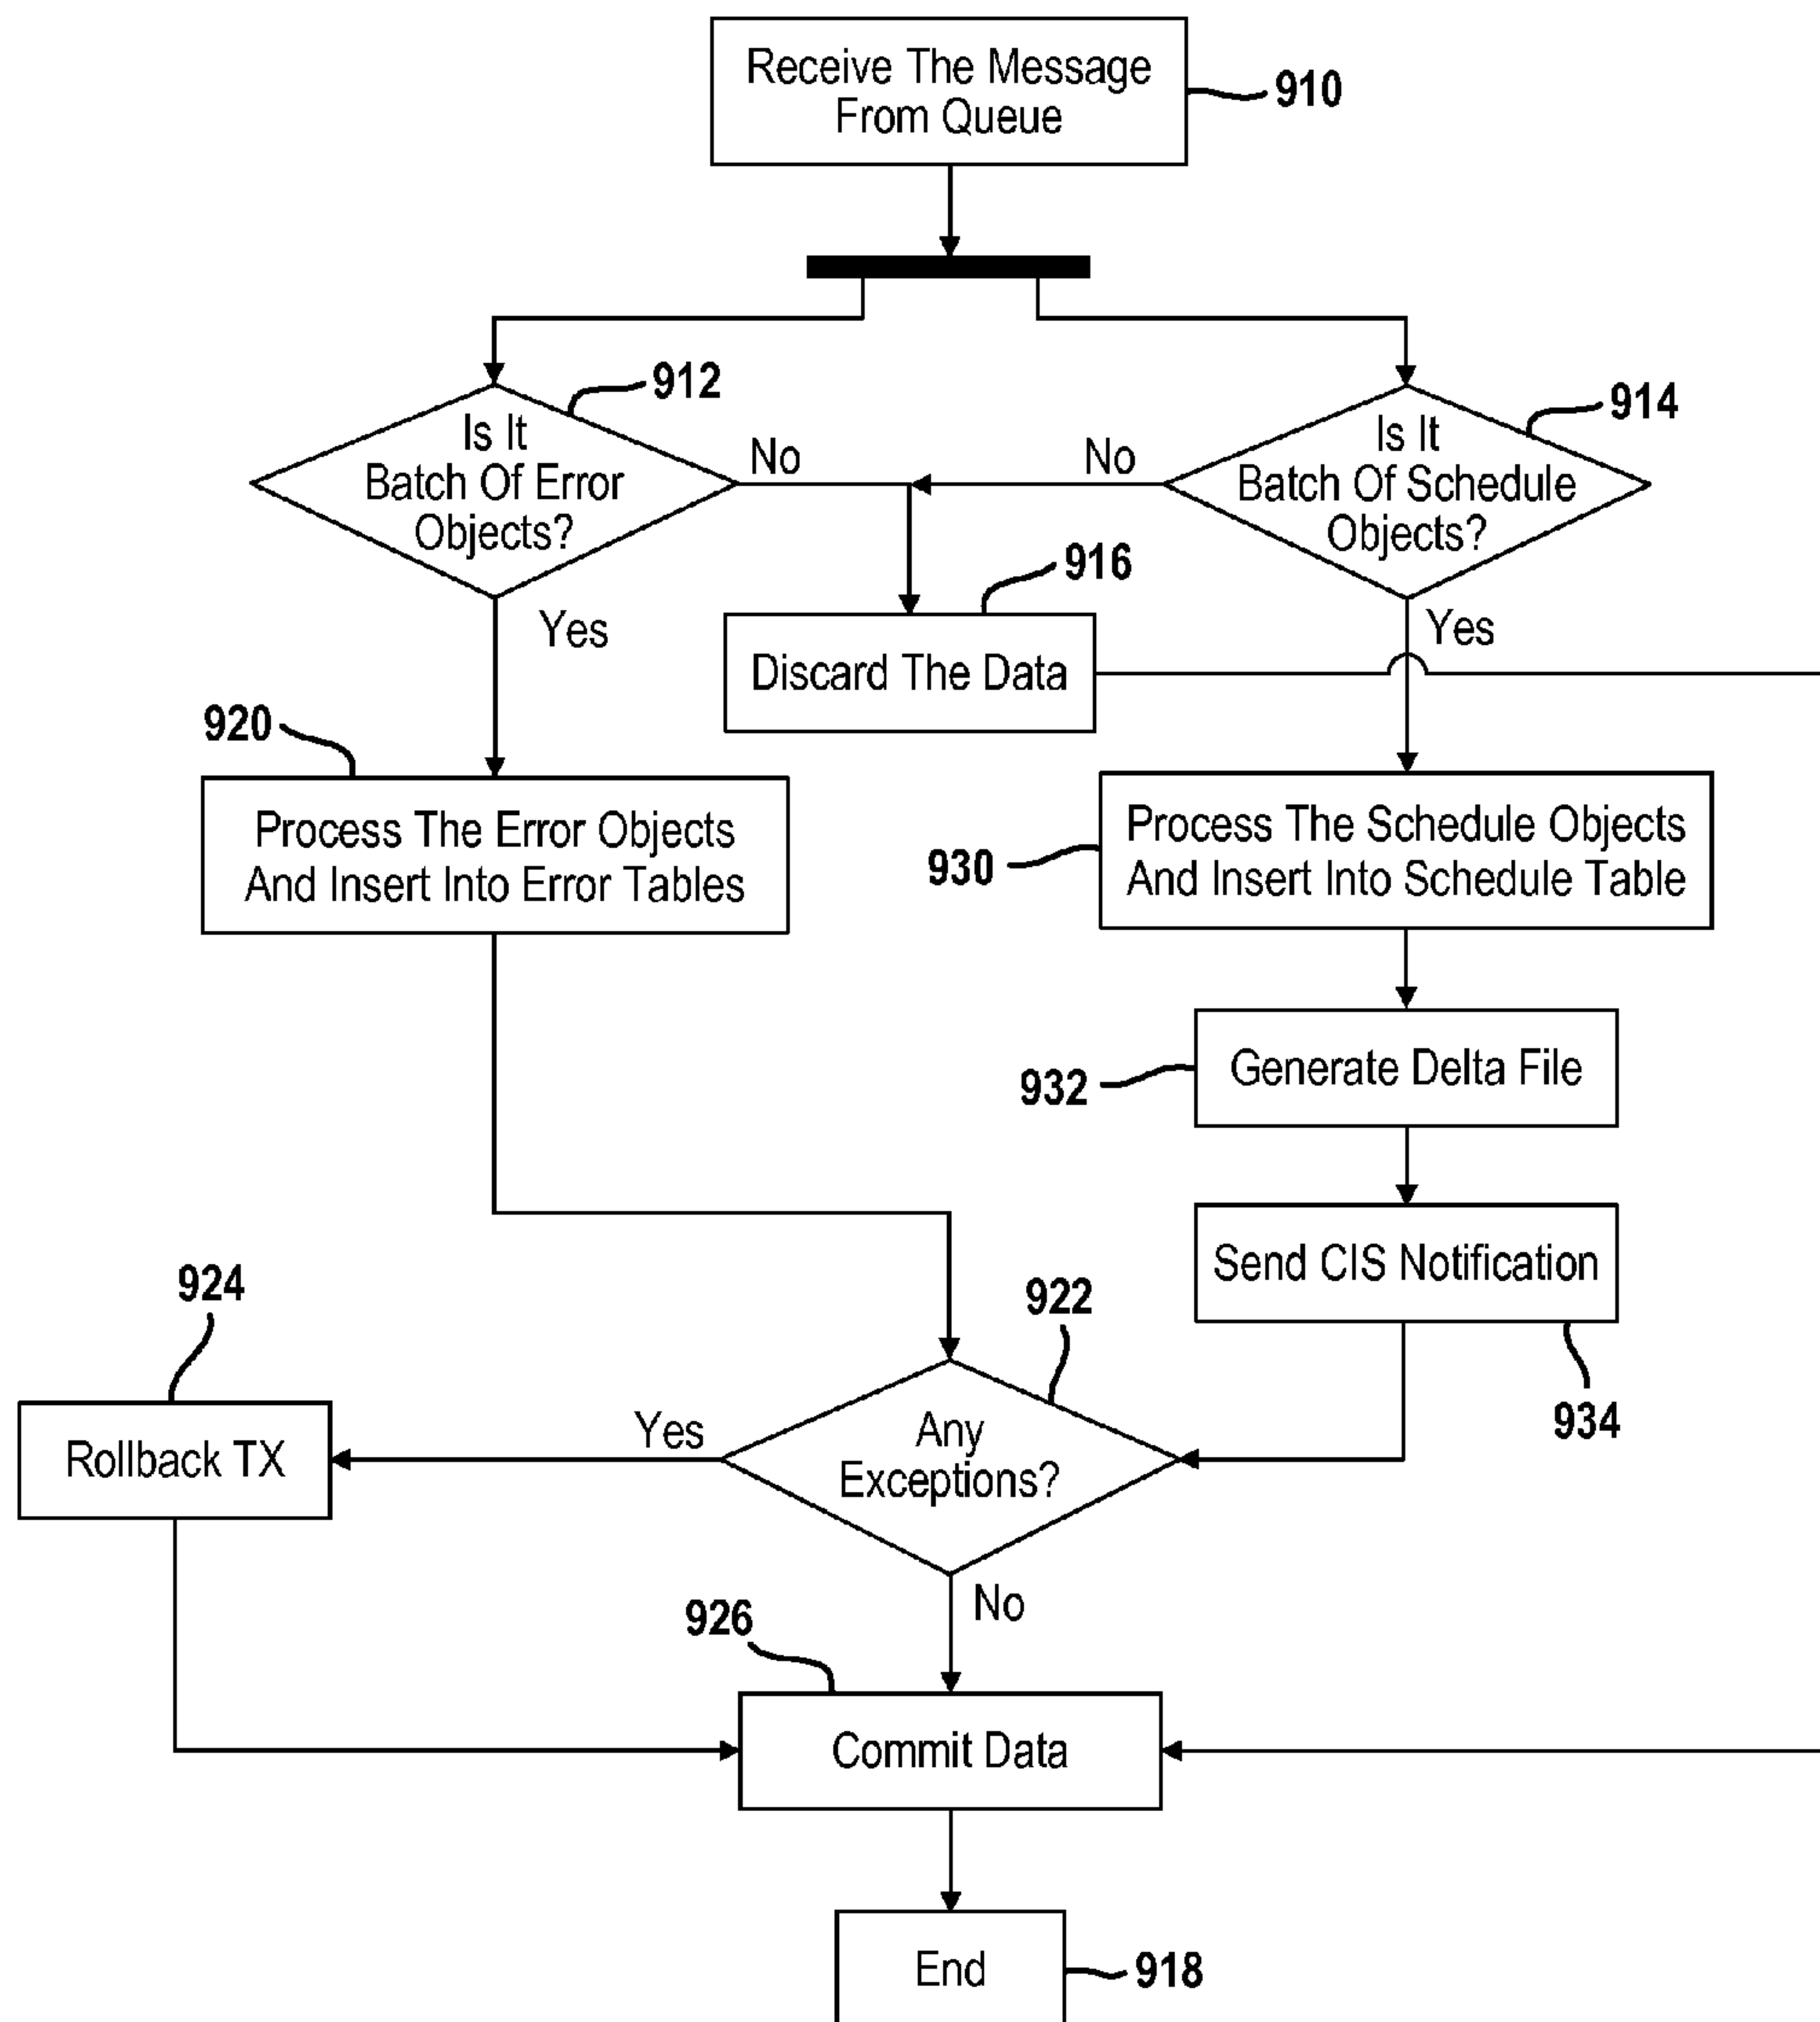 Receive The Message
From Queue
910
912
Is It
Batch Of Error
Objects?
914
Is It
Batch Of Schedule
Objects?
No
No
916
Discard The Data
Yes
Yes
920
Process The Error Objects
And Insert Into Error Tables
930
Process The Schedule Objects
And Insert Into Schedule Table
932
Generate Delta File
Send CIS Notification
934
924
Rollback TX
922
Any
Exceptions?
Yes
No
926
Commit Data
End
918